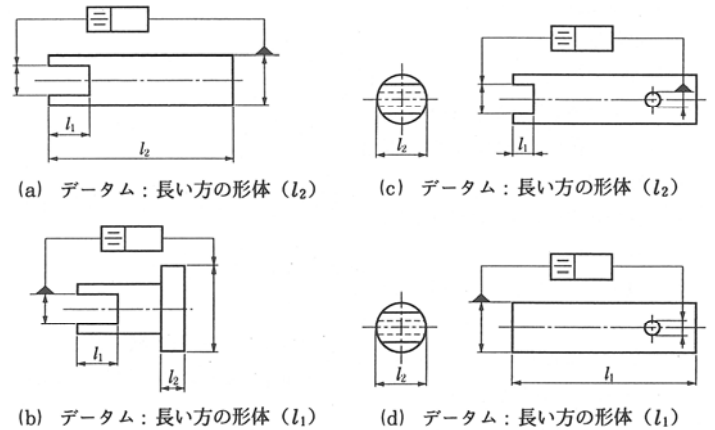 l₁
l₂
(a) データム：長い方の形体（l₂）
l₂
l₁
(c) データム：長い方の形体（l₂）
l₁
l₂
(b) データム：長い方の形体（l₁）
l₂
l₁
(d) データム：長い方の形体（l₁）